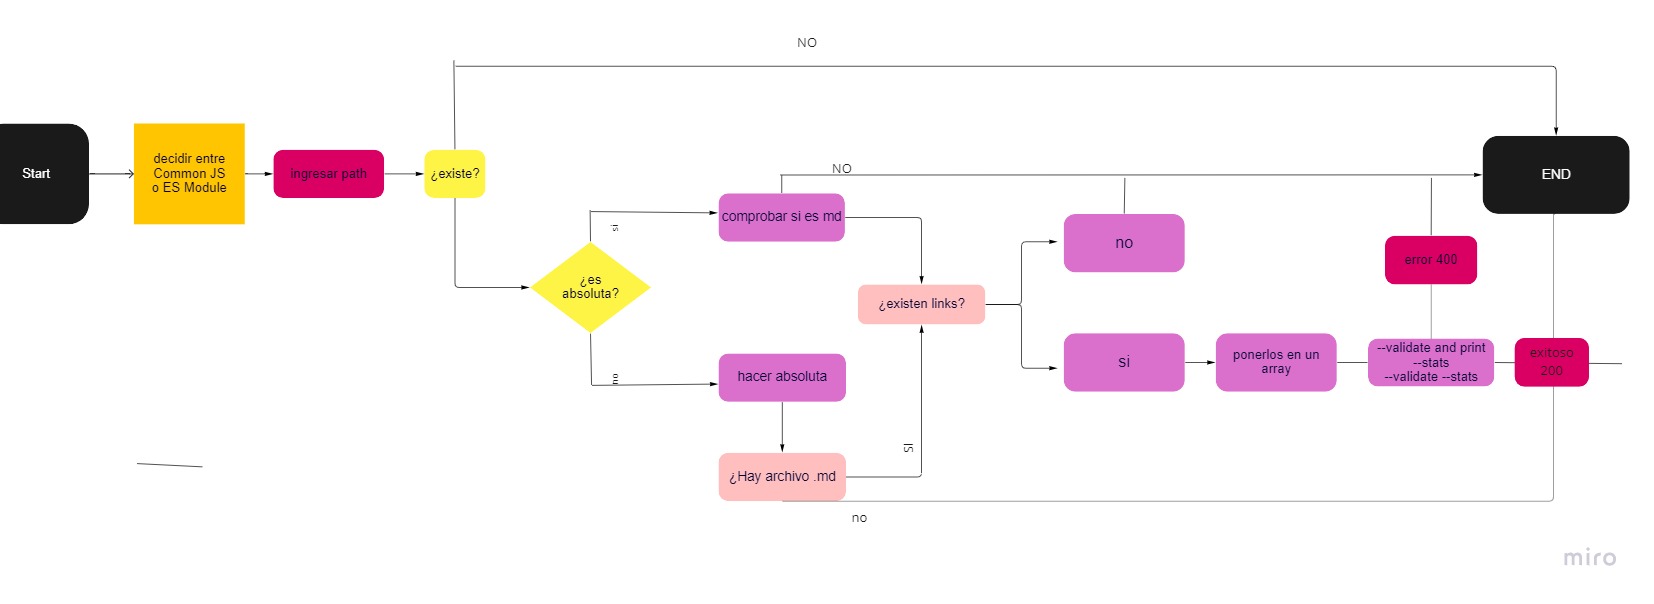 NO
Start
decidir entre
Common JS
o ES Module
ingresar path
¿existe?
NO
END
comprobar si es md
si
¿es
absoluta?
no
hacer absoluta
¿Hay archivo .md
SI
no
¿existen links?
no
si
ponerlos en un
array
error 400
--validate and print
--stats
--validate --stats
exitoso
200
miro